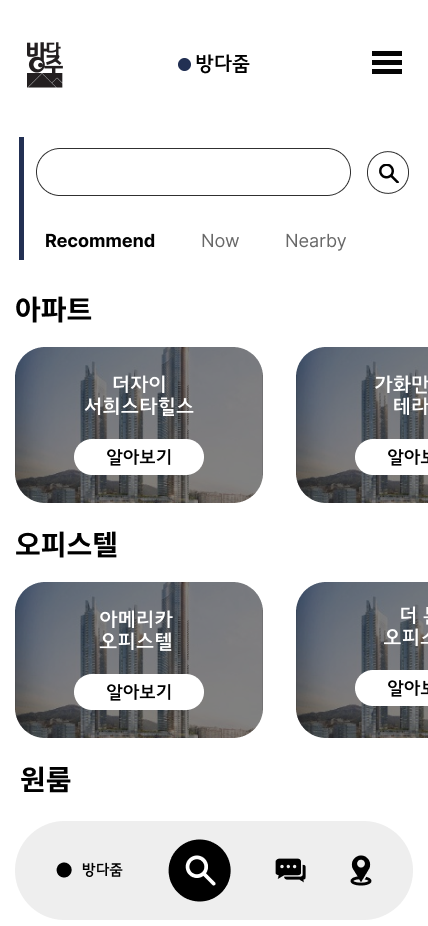 방다줌
방다줌
Recommend Now Nearby
아파트
더자이
서희스타힐스
알아보기
가화만
테라
알아보
오피스텔
아메리카
오피스텔
알아보기
더
오피스
알아보
원룸
방다줌